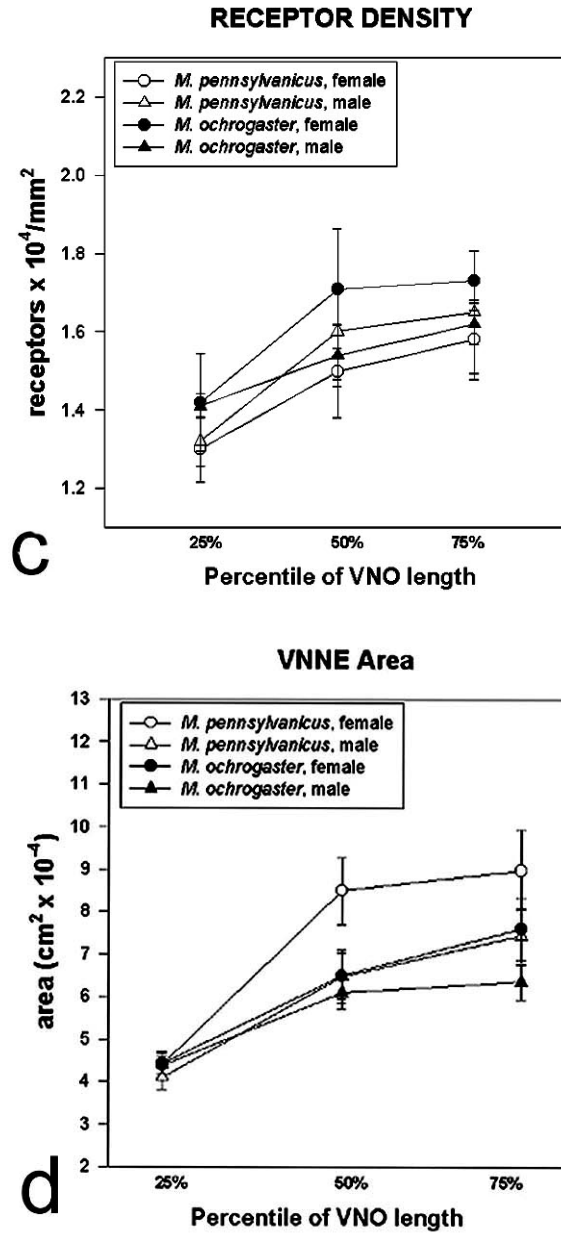 RECEPTOR DENSITY
M. pennsylvanicus, female
M. pennsylvanicus, male
M. ochrogaster, female
M. ochrogaster, male
2.2
2.0
1.8
1.6
1.4
1.2
receptors x 10⁴/mm²
25%
50%
75%
Percentile of VNO length
c
VNNE Area
M. pennsylvanicus, female
M. pennsylvanicus, male
M. ochrogaster, female
M. ochrogaster, male
13
12
11
10
9
8
7
6
5
4
3
2
area (cm² x 10⁻⁴)
25%
50%
75%
Percentile of VNO length
d